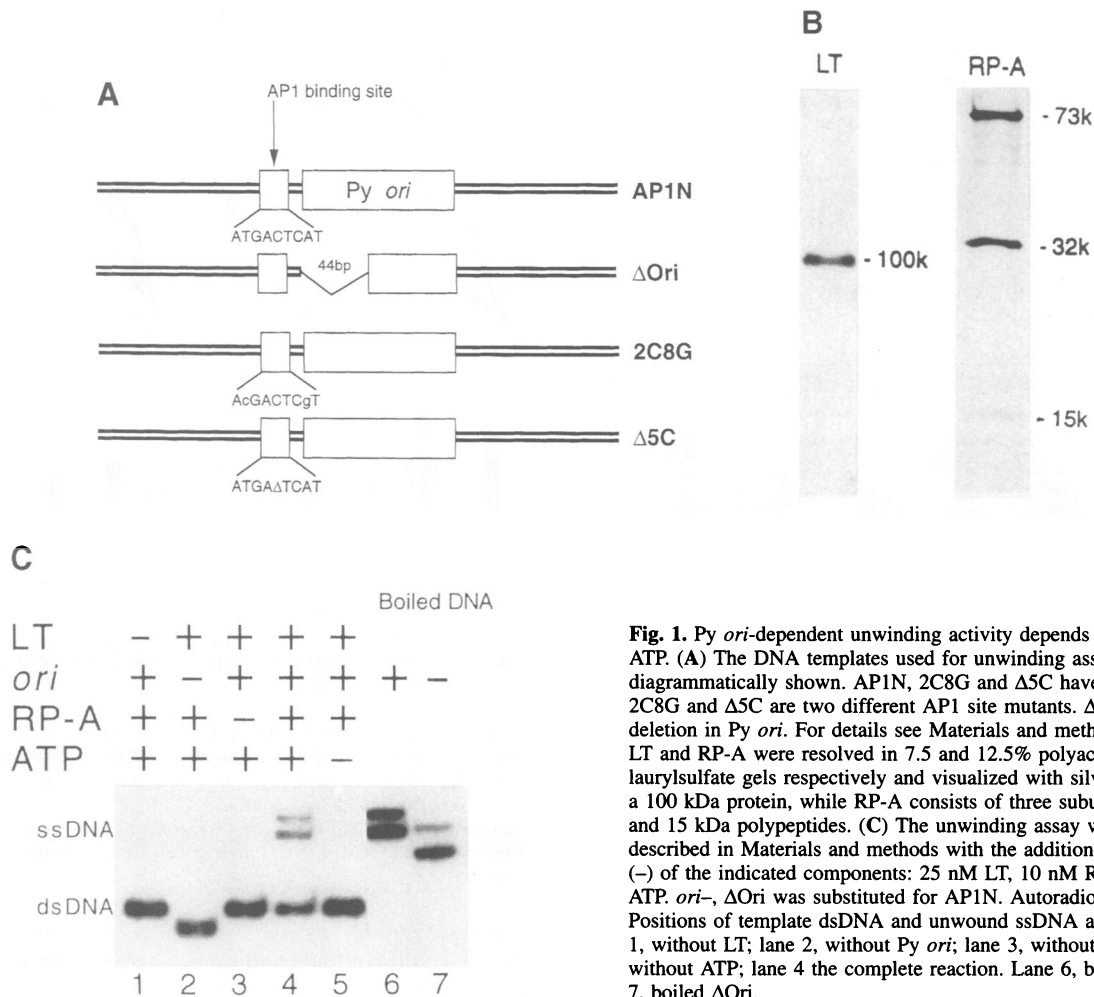 A
AP1 binding site
Py ori
AP1N
ATGACTCAT
44bp
ΔOri
2C8G
AcGACTCgT
Δ5C
ATGAΔTCAT
B
LT
RP-A
- 73k
- 32k
- 100k
- 15k
C
Boiled DNA
LT - + + + +
ori + - + + + + -
RP-A + + - + +
ATP + + + + -
ssDNA
dsDNA
1 2 3 4 5 6 7
Fig. 1. Py ori-dependent unwinding activity depends
ATP. (A) The DNA templates used for unwinding ass
diagrammatically shown. AP1N, 2C8G and Δ5C have
2C8G and Δ5C are two different AP1 site mutants. Δ
deletion in Py ori. For details see Materials and meth
LT and RP-A were resolved in 7.5 and 12.5% polyac
laurylsulfate gels respectively and visualized with silv
a 100 kDa protein, while RP-A consists of three subu
and 15 kDa polypeptides. (C) The unwinding assay w
described in Materials and methods with the addition
(–) of the indicated components: 25 nM LT, 10 nM R
ATP. ori–, ΔOri was substituted for AP1N. Autoradio
Positions of template dsDNA and unwound ssDNA a
1, without LT; lane 2, without Py ori; lane 3, without
without ATP; lane 4 the complete reaction. Lane 6, b
7, boiled ΔOri.